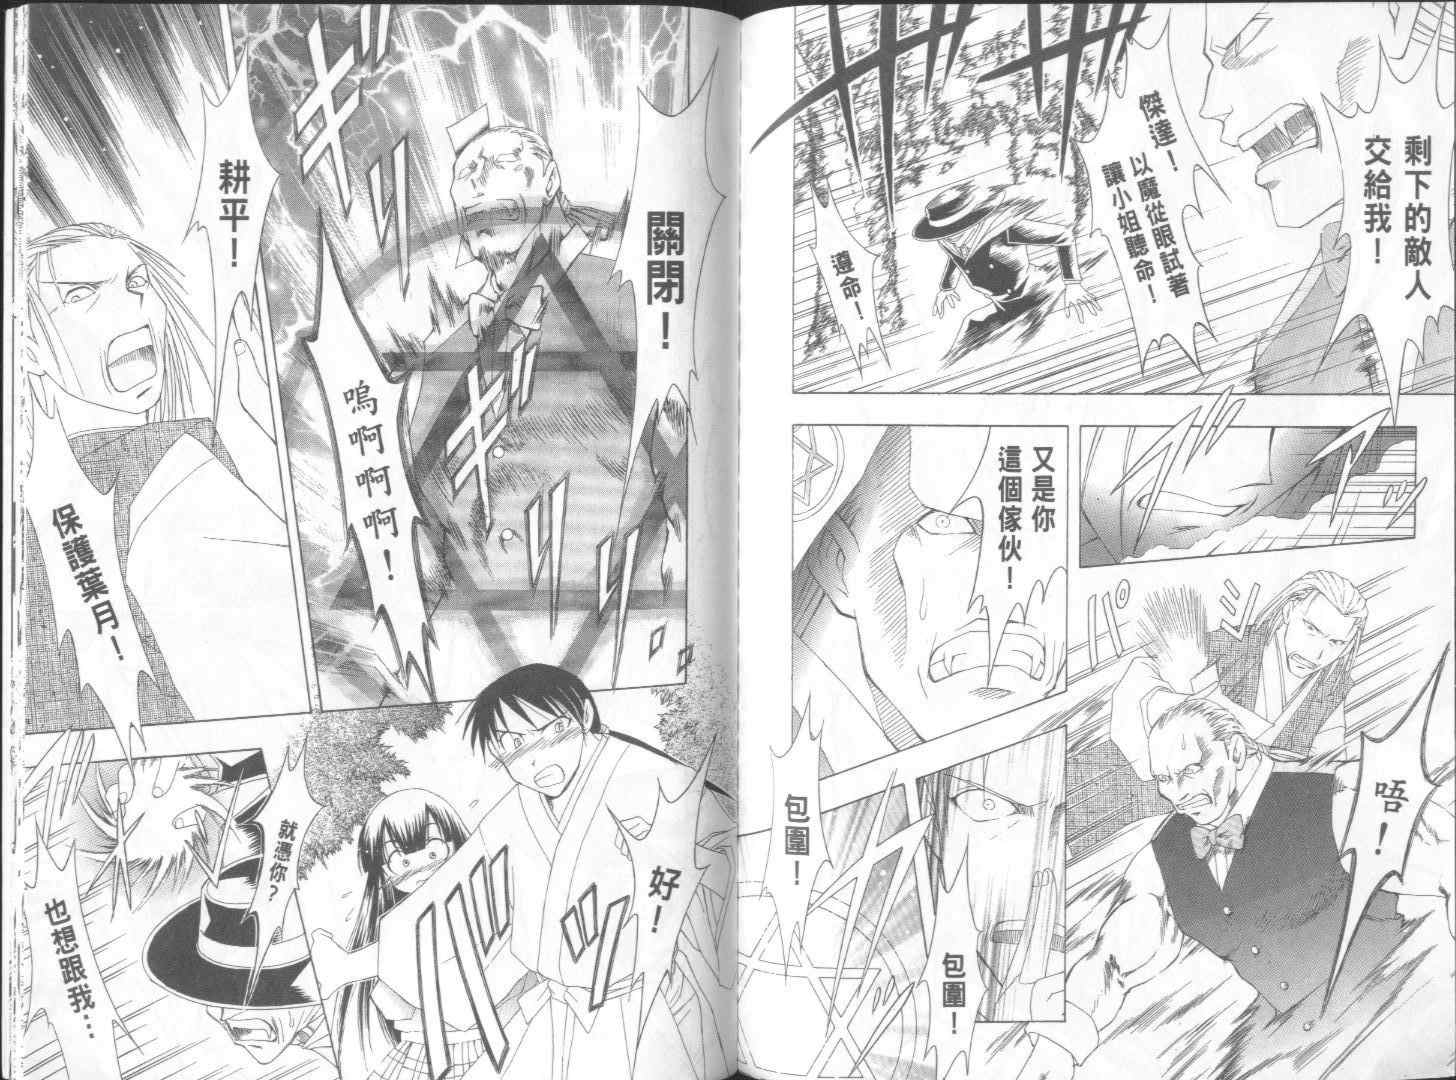 剩下的敵人
交給我！
傑達！
以魔從眼試著
讓小姐聽命！
遵命！
又是你
這個傢伙！
唔！
包圍！
包圍！
關閉！
嗚啊啊啊！
耕平！
保護葉月！
好！
就憑你？
也想跟我…